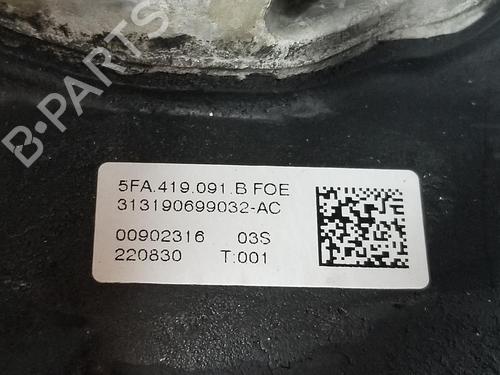 B-PARTS
5FA.419.091.B FOE
313190699032-AC
00902316 03S
220830 T:001